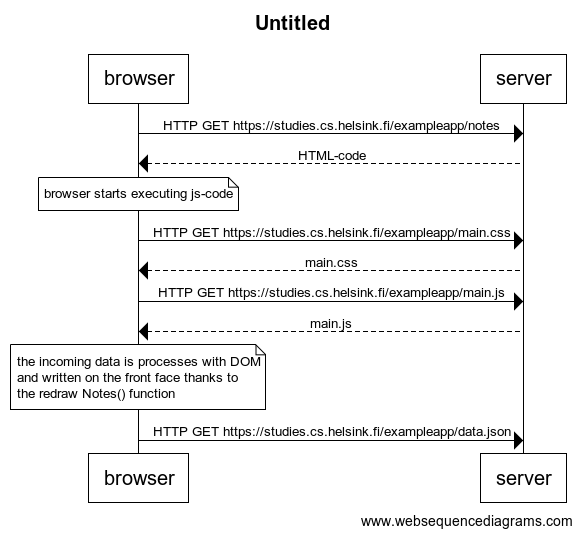 Untitled
browser
server
HTTP GET https://studies.cs.helsink.fi/exampleapp/notes
HTML-code
browser starts executing js-code
HTTP GET https://studies.cs.helsink.fi/exampleapp/main.css
main.css
HTTP GET https://studies.cs.helsink.fi/exampleapp/main.js
main.js
the incoming data is processes with DOM
and written on the front face thanks to
the redraw Notes() function
HTTP GET https://studies.cs.helsink.fi/exampleapp/data.json
browser
server
www.websequencediagrams.com